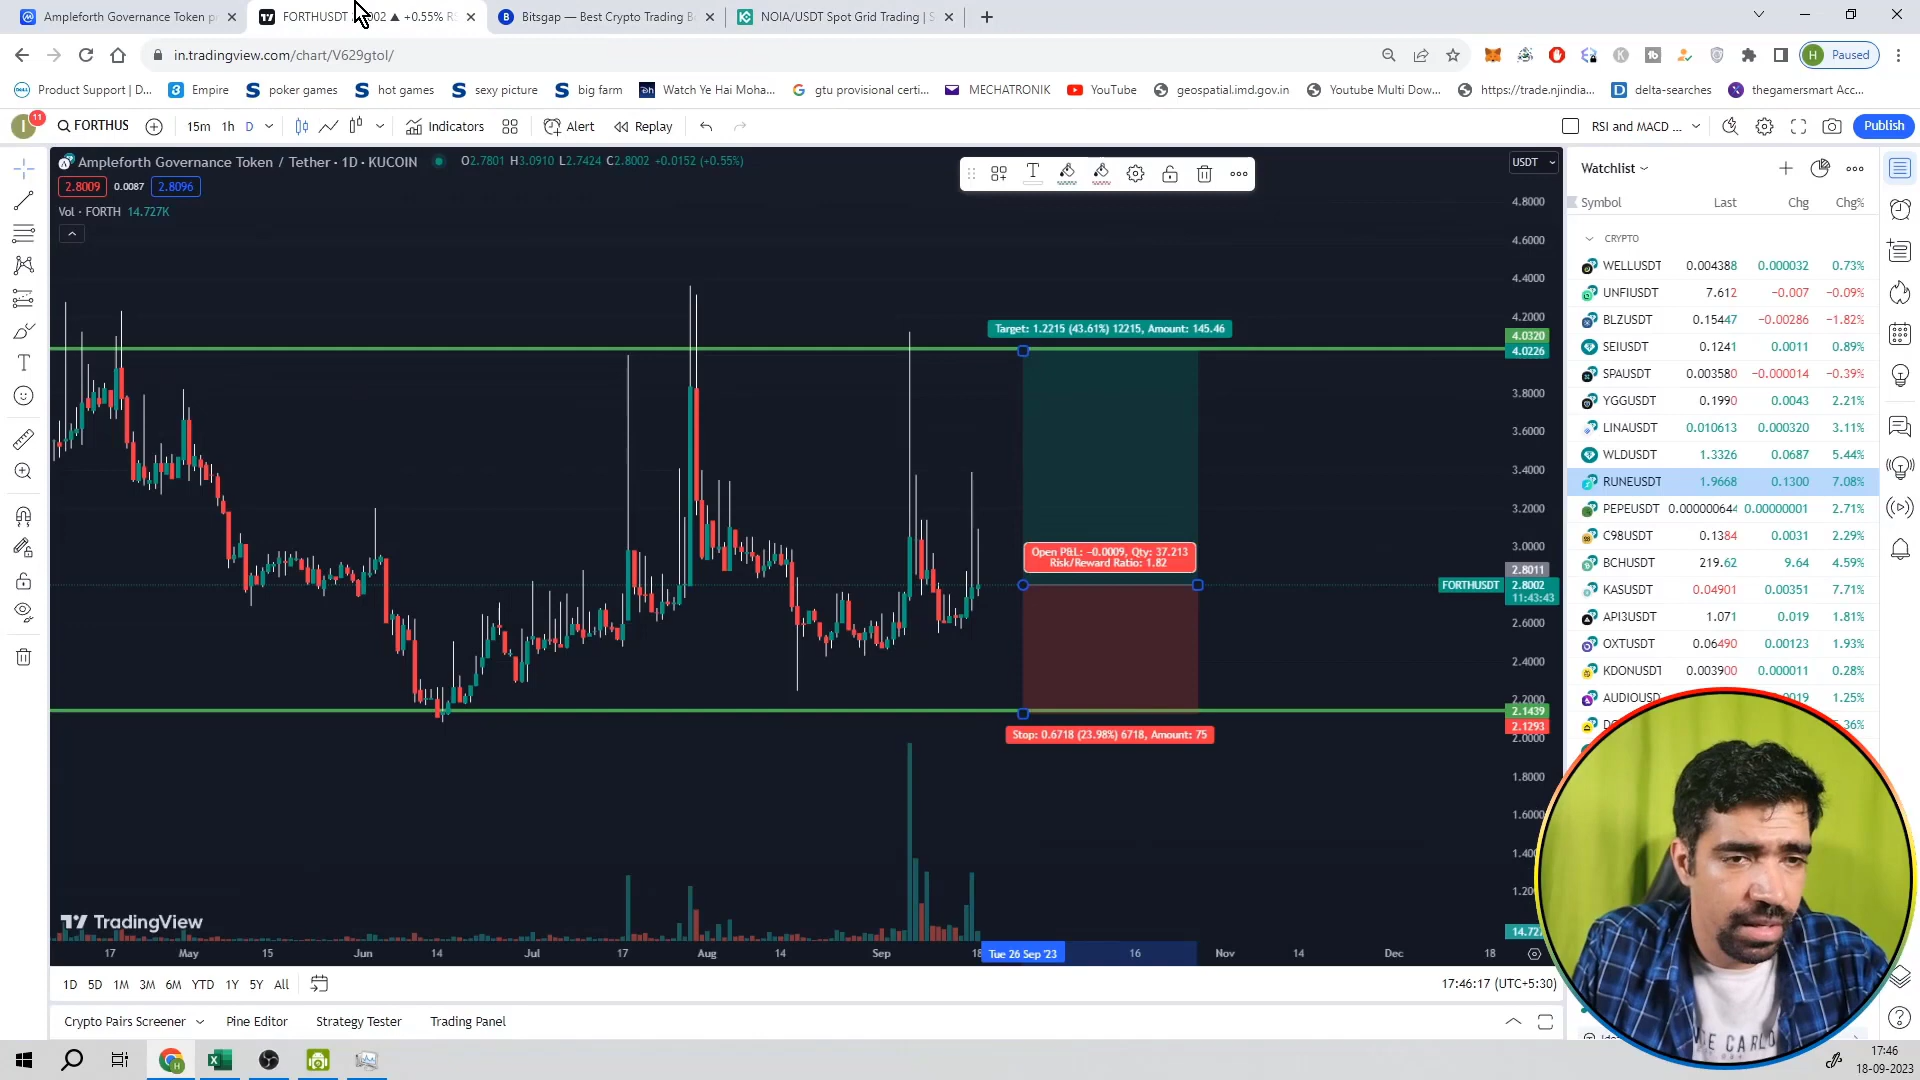 Ampleforth Governance Token p
FORTHUSDT 002 ▲ +0.55% R
Bitsgap — Best Crypto Trading B
NOIA/USDT Spot Grid Trading | S
in.tradingview.com/chart/V629gtol/
H Paused
Product Support | D...
Empire
poker games
hot games
sexy picture
big farm
Watch Ye Hai Moha...
gtu provisional certi...
MECHATRONIK
YouTube
geospatial.imd.gov.in
Youtube Multi Dow...
https://trade.njindia...
delta-searches
thegamersmart Acc...
I 11
FORTHUS
15m 1h D
Indicators
Alert
Replay
RSI and MACD ...
Publish
Ampleforth Governance Token / Tether · 1D · KUCOIN
O2.7801 H3.0910 L2.7424 C2.8002 +0.0152 (+0.55%)
2.8009 0.0087 2.8096
Vol · FORTH 14.727K
USDT
4.8000
4.6000
4.4000
4.2000
4.0320
4.0226
3.8000
3.6000
3.4000
3.2000
3.0000
2.8011
FORTHUSDT 2.8002
11:43:43
2.6000
2.4000
2.2000
2.1439
2.1293
2.0000
1.8000
1.6000
1.40
1.20
14.72
Target: 1.2215 (43.61%) 12215, Amount: 145.46
Open P&L: −0.0009, Qty: 37.213
Risk/Reward Ratio: 1.82
Stop: 0.6718 (23.98%) 6718, Amount: 75
TradingView
17 May 15 Jun 14 Jul 17 Aug 14 Sep 18 Tue 26 Sep '23 16 Nov 14 Dec 18
1D 5D 1M 3M 6M YTD 1Y 5Y All
17:46:17 (UTC+5:30)
Crypto Pairs Screener
Pine Editor
Strategy Tester
Trading Panel
Watchlist
Symbol Last Chg Chg%
CRYPTO
WELLUSDT 0.004388 0.000032 0.73%
UNFIUSDT 7.612 −0.007 −0.09%
BLZUSDT 0.15447 −0.00286 −1.82%
SEIUSDT 0.1241 0.0011 0.89%
SPAUSDT 0.003580 −0.000014 −0.39%
YGGUSDT 0.1990 0.0043 2.21%
LINAUSDT 0.010613 0.000320 3.11%
WLDUSDT 1.3326 0.0687 5.44%
RUNEUSDT 1.9668 0.1300 7.08%
PEPEUSDT 0.000000644 0.00000001 2.71%
C98USDT 0.1384 0.0031 2.29%
BCHUSDT 219.62 9.64 4.59%
KASUSDT 0.04901 0.00351 7.71%
API3USDT 1.071 0.019 1.81%
OXTUSDT 0.06490 0.00123 1.93%
KDONUSDT 0.003900 0.000011 0.28%
AUDIOUSD 0019 1.25%
.36%
17:46
18-09-2023